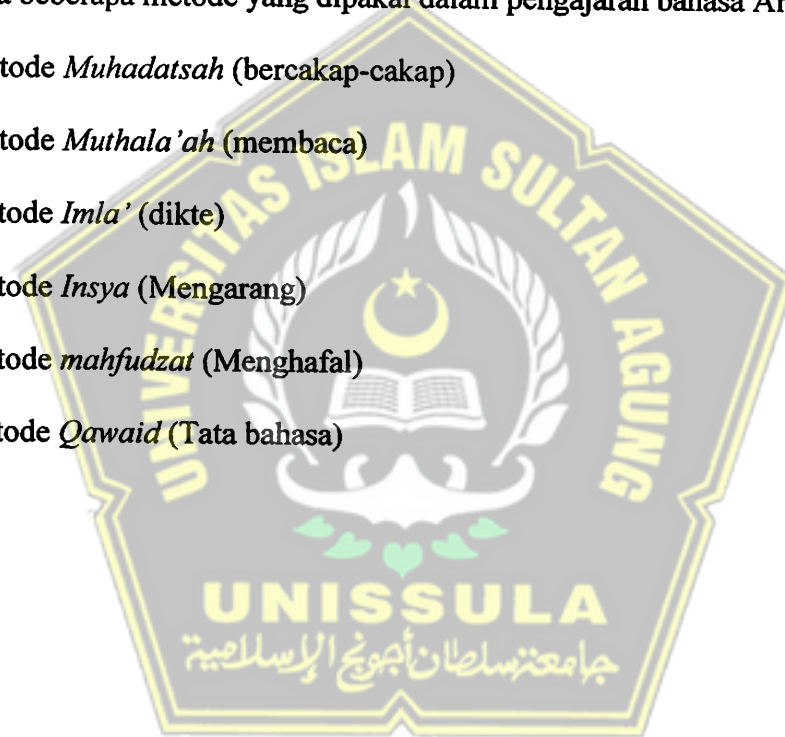 beberapa metode yang dipakai dalam pengajaran bahasa
tode Muhadatsah (bercakap-cakap)
tode Muthala'ah (membaca)
tode Imla' (dikte)
tode Insya (Mengarang)
tode mahfudzat (Menghafal)
tode Qawaid (Tata bahasa)
UNIVERSITAS ISLAM SULTAN AGUNG
UNISSULA
جامعة سلطان أجونج الإسلامية